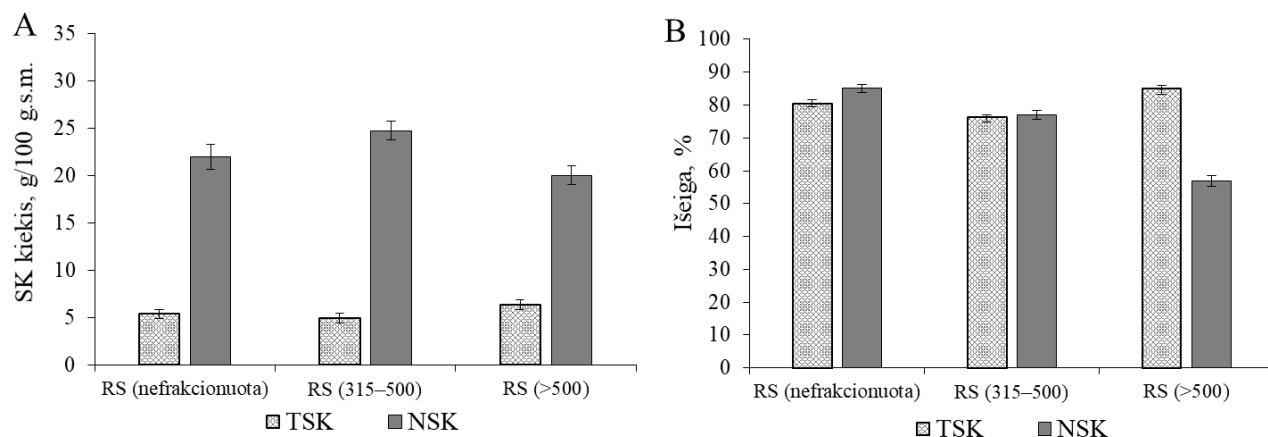 A
SK kiekis, g/100 g.s.m.
35
30
25
20
15
10
5
0
RS (nefrakcionuota) RS (315–500) RS (>500)
TSK NSK
B
Išeiga, %
100
90
80
70
60
50
40
30
20
10
0
RS (nefrakcionuota) RS (315–500) RS (>500)
TSK NSK